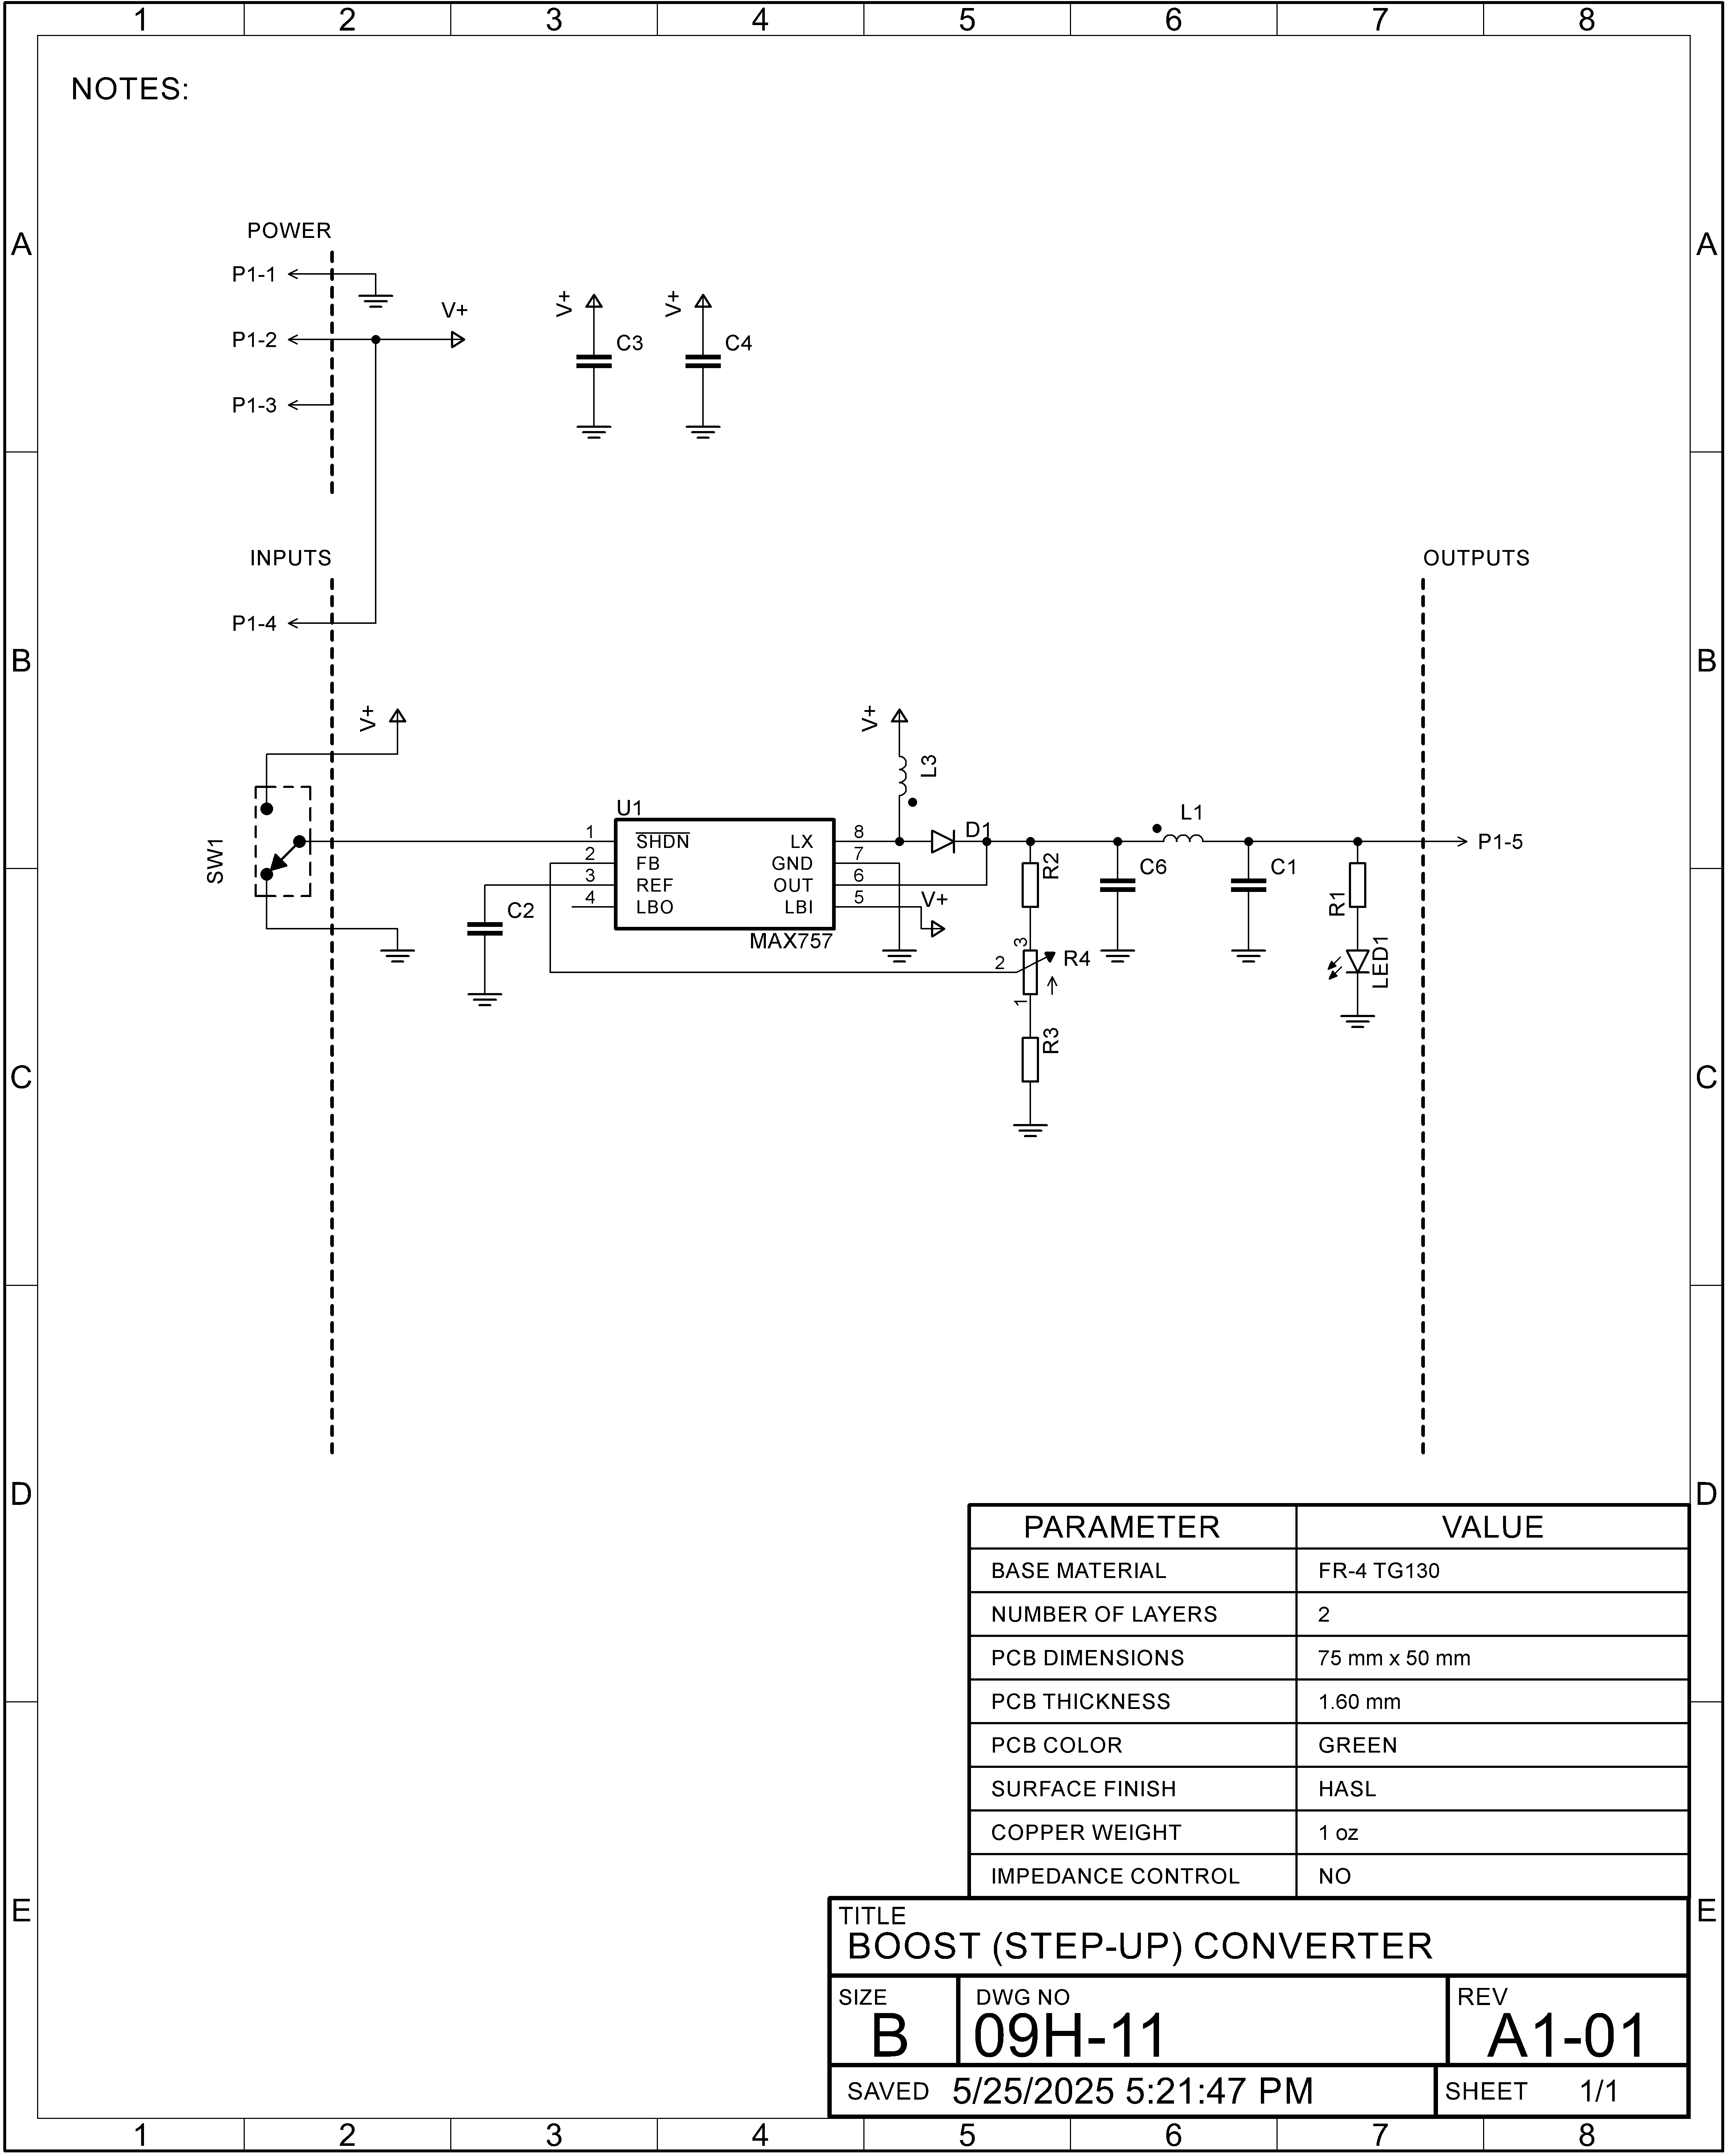 1 2 3 4 5 6 7 8
NOTES:
A A
POWER
P1-1
P1-2
V+
P1-3
V+
C3
V+
C4
INPUTS
OUTPUTS
P1-4
B B
V+
V+
L3
SW1
U1
1 SHDN LX 8
2 FB GND 7
3 REF OUT 6
4 LBO LBI 5
MAX757
V+
C2
D1
R2
C6
L1
C1
P1-5
R1
LED1
3
2
R4
1
R3
C C
D D
PARAMETER VALUE
BASE MATERIAL FR-4 TG130
NUMBER OF LAYERS 2
PCB DIMENSIONS 75 mm x 50 mm
PCB THICKNESS 1.60 mm
PCB COLOR GREEN
SURFACE FINISH HASL
COPPER WEIGHT 1 oz
IMPEDANCE CONTROL NO
E E
TITLE
BOOST (STEP-UP) CONVERTER
SIZE DWG NO REV
B 09H-11 A1-01
SAVED 5/25/2025 5:21:47 PM SHEET 1/1
1 2 3 4 5 6 7 8